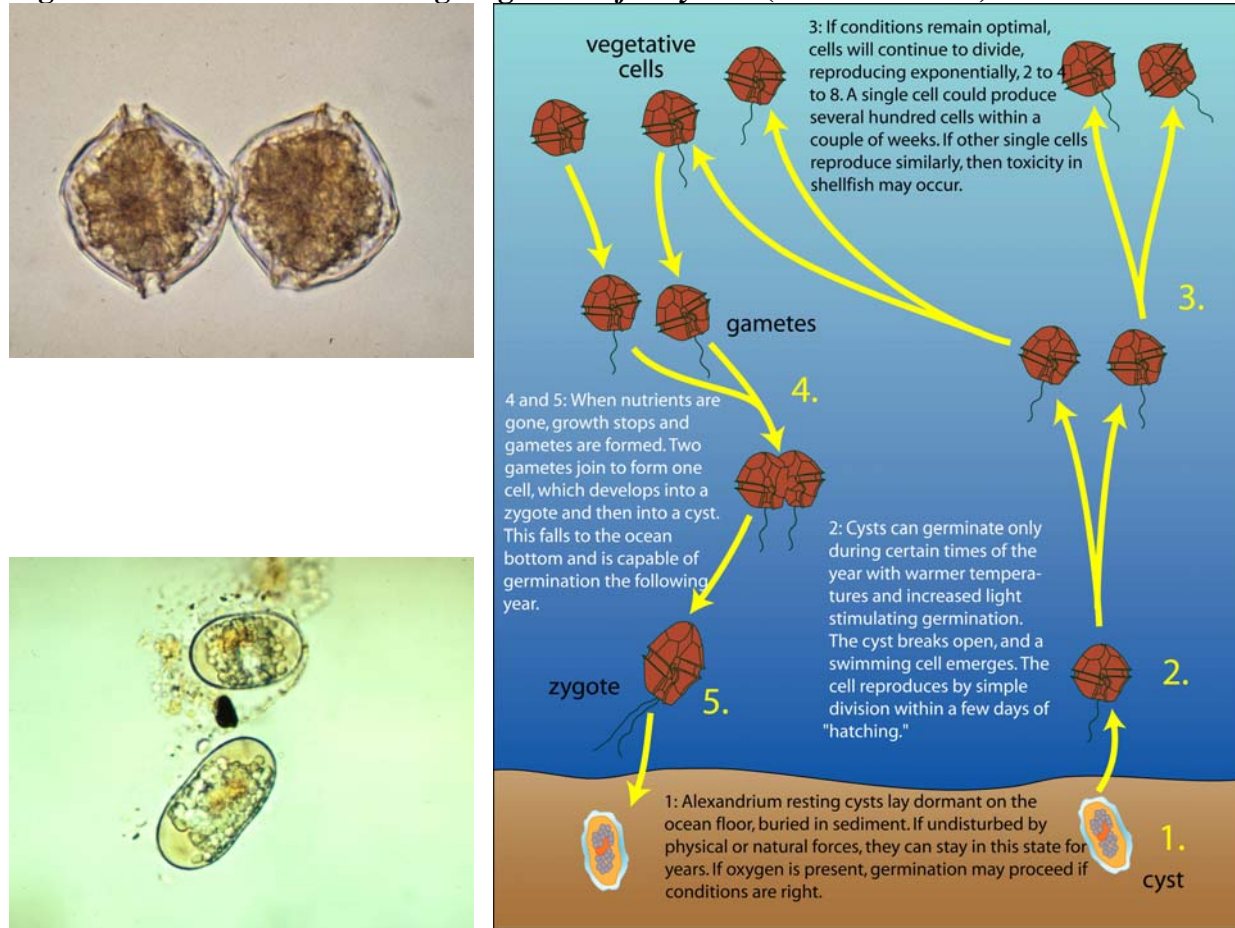 vegetative
cells
3: If conditions remain optimal,
cells will continue to divide,
reproducing exponentially, 2 to 4
to 8. A single cell could produce
several hundred cells within a
couple of weeks. If other single cells
reproduce similarly, then toxicity in
shellfish may occur.
3.
gametes
4.
4 and 5: When nutrients are
gone, growth stops and
gametes are formed. Two
gametes join to form one
cell, which develops into a
zygote and then into a cyst.
This falls to the ocean
bottom and is capable of
germination the following
year.
2: Cysts can germinate only
during certain times of the
year with warmer tempera-
tures and increased light
stimulating germination.
The cyst breaks open, and a
swimming cell emerges. The
cell reproduces by simple
division within a few days of
"hatching."
2.
zygote
5.
1: Alexandrium resting cysts lay dormant on the
ocean floor, buried in sediment. If undisturbed by
physical or natural forces, they can stay in this state for
years. If oxygen is present, germination may proceed if
conditions are right.
1.
cyst